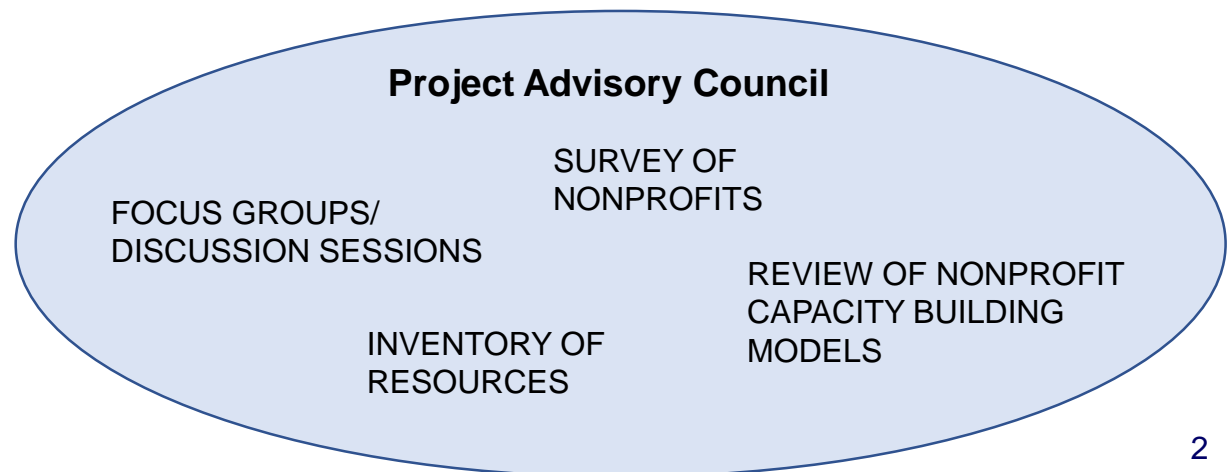 Project Advisory Council
SURVEY OF
NONPROFITS
FOCUS GROUPS/
DISCUSSION SESSIONS
REVIEW OF NONPROFIT
CAPACITY BUILDING
MODELS
INVENTORY OF
RESOURCES
2